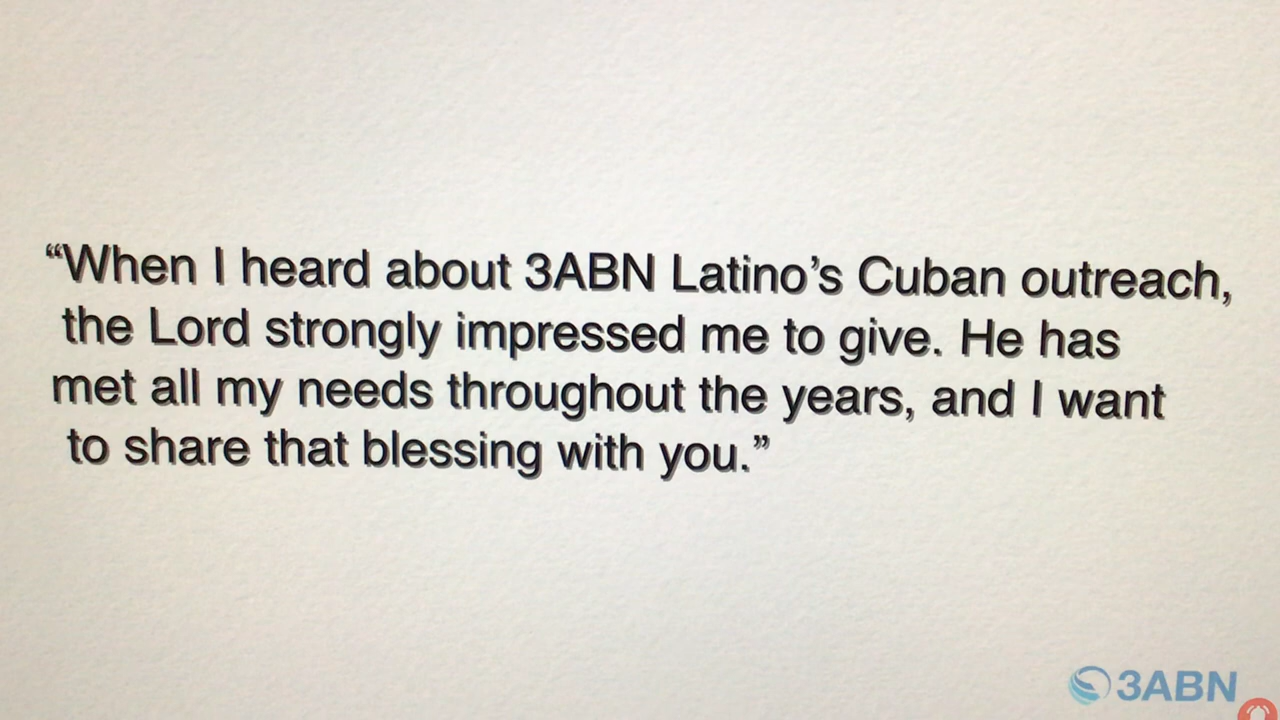 “When I heard about 3ABN Latino’s Cuban outreach,
the Lord strongly impressed me to give. He has
met all my needs throughout the years, and I want
to share that blessing with you.”
3ABN